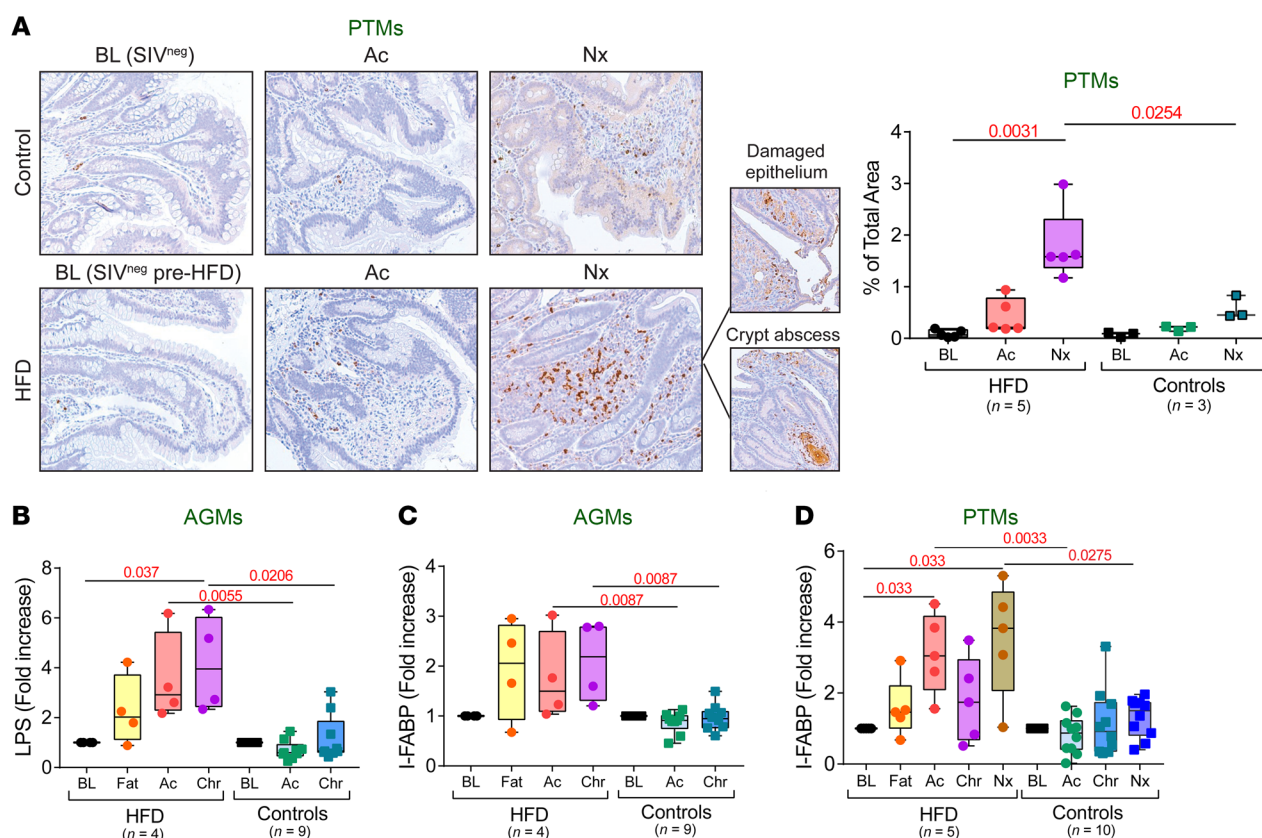 A
PTMs
BL (SIVneg) Ac Nx
Control
BL (SIVneg pre-HFD) Ac Nx
HFD
Damaged
epithelium
Crypt abscess
PTMs
0.0031 0.0254
% of Total Area
4
3
2
1
0
BL Ac Nx BL Ac Nx
HFD Controls
(n = 5) (n = 3)
B AGMs
LPS (Fold increase)
8
6
4
2
0
0.037 0.0206
0.0055
BL Fat Ac Chr BL Ac Chr
HFD Controls
(n = 4) (n = 9)
C AGMs
I-FABP (Fold increase)
4
3
2
1
0
0.0087
0.0087
BL Fat Ac Chr BL Ac Chr
HFD Controls
(n = 4) (n = 9)
D PTMs
I-FABP (Fold increase)
6
4
2
0
0.0033
0.033 0.0275
0.033
BL Fat Ac Chr Nx BL Ac Chr Nx
HFD Controls
(n = 5) (n = 10)